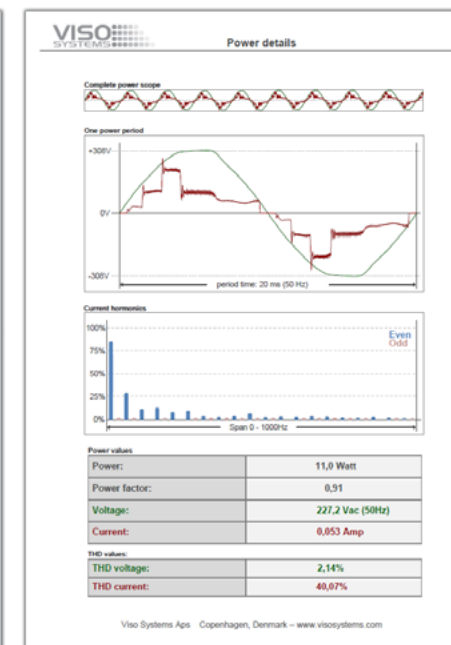 VISO
SYSTEMS
Power details
Complete power scope
One power period
+308V
0V
-308V
period time: 20 ms (50 Hz)
Current hormonics
100%
75%
50%
25%
0%
Even
Odd
Span 0 - 1000Hz
Power values
Power: 11,0 Watt
Power factor: 0,91
Voltage: 227,2 Vac (50Hz)
Current: 0,053 Amp
THD values:
THD voltage: 2,14%
THD current: 40,07%
Viso Systems Aps Copenhagen, Denmark – www.visosystems.com